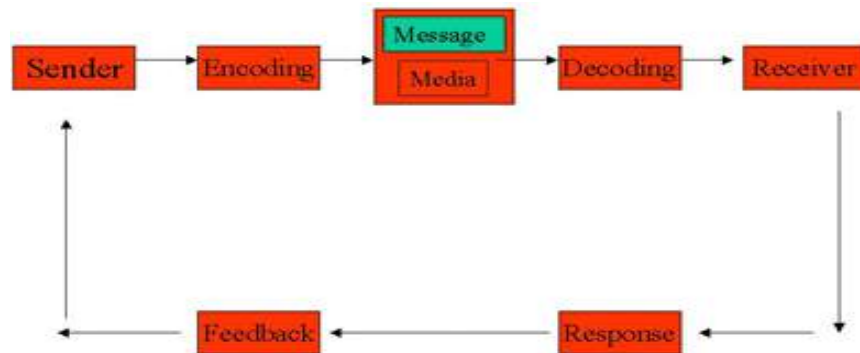 Sender
Encoding
Message
Media
Decoding
Receiver
Feedback
Response